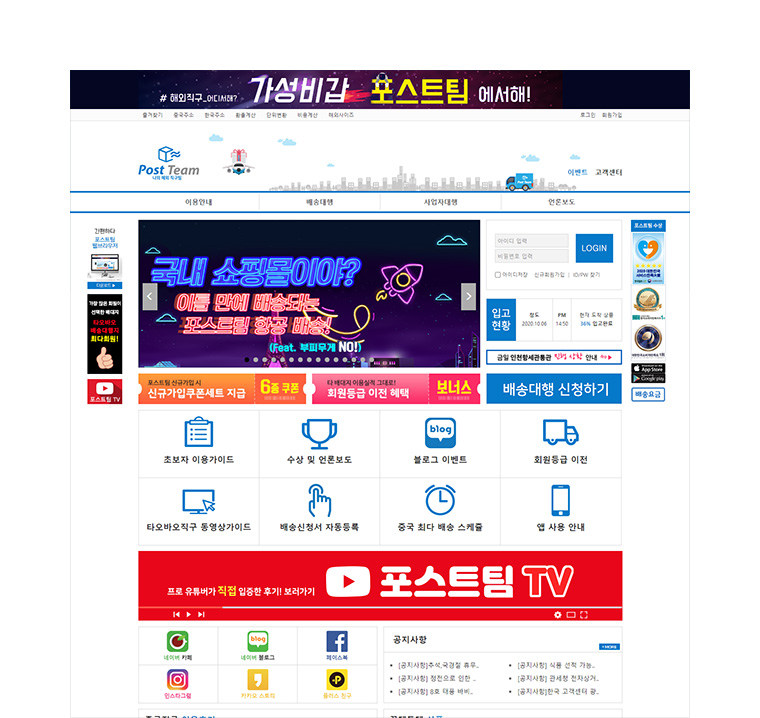 # 해외직구_어디서해? 가성비갑 포스트팀 에서해!
즐겨찾기 중국주소 한국주소 환율계산 단위변환 비용계산 해외사이즈 로그인 회원가입
Post Team
나의 해외 직구팀
이벤트 고객센터
이용안내 배송대행 사업자대행 언론보도
간편하다
포스트팀
웹브라우저
다운로드 ▶
가장 많은 회원이
선택한 배대지
타오바오
배송대행지
최다회원!
포스트팀 TV
국내 쇼핑몰이야?
이틀 만에 배송되는
포스트팀 항공 배송!
(Feat. 부피무게 NO!)
아이디 입력
비밀번호 입력
LOGIN
아이디저장 신규회원가입 | ID/PW 찾기
입고
현황
청도 PM 현재 도착 상품
2020.10.06 14:50 36% 입고완료
금일 인천항세관통관 진행 상황 안내
포스트팀 수상
App Store
Google play
배송요금
포스트팀 신규가입 시
신규가입쿠폰세트 지급
6종 쿠폰
타 배대지 이용실적 그대로!
회원등급 이전 혜택
보너스
배송대행 신청하기
blog
초보자 이용가이드 수상 및 언론보도 블로그 이벤트 회원등급 이전
타오바오직구 동영상가이드 배송신청서 자동등록 중국 최다 배송 스케줄 앱 사용 안내
프로 유튜버가 직접 입증한 후기! 보러가기 포스트팀 TV
blog
네이버 카페 네이버 블로그 페이스북
인스타그램 카카오 스토리 플러스 친구
공지사항
+ MORE
[공지사항]추석,국경절 휴무..
[공지사항] 식품 선적 가능..
[공지사항] 정전으로 인한 ..
[공지사항] 관세청 전자상거..
[공지사항] 8호 태풍 바비..
[공지사항]한국 고객센터 광..